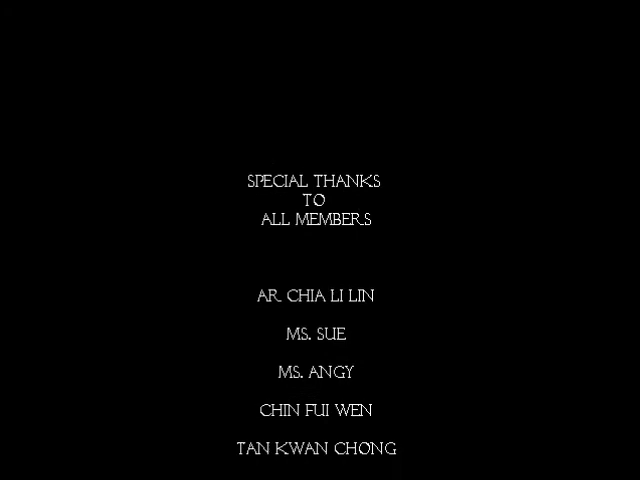 SPECIAL THANKS
TO
ALL MEMBERS
AR. CHIA LI LIN
MS. SUE
MS. ANGY
CHIN FUI WEN
TAN KWAN CHONG